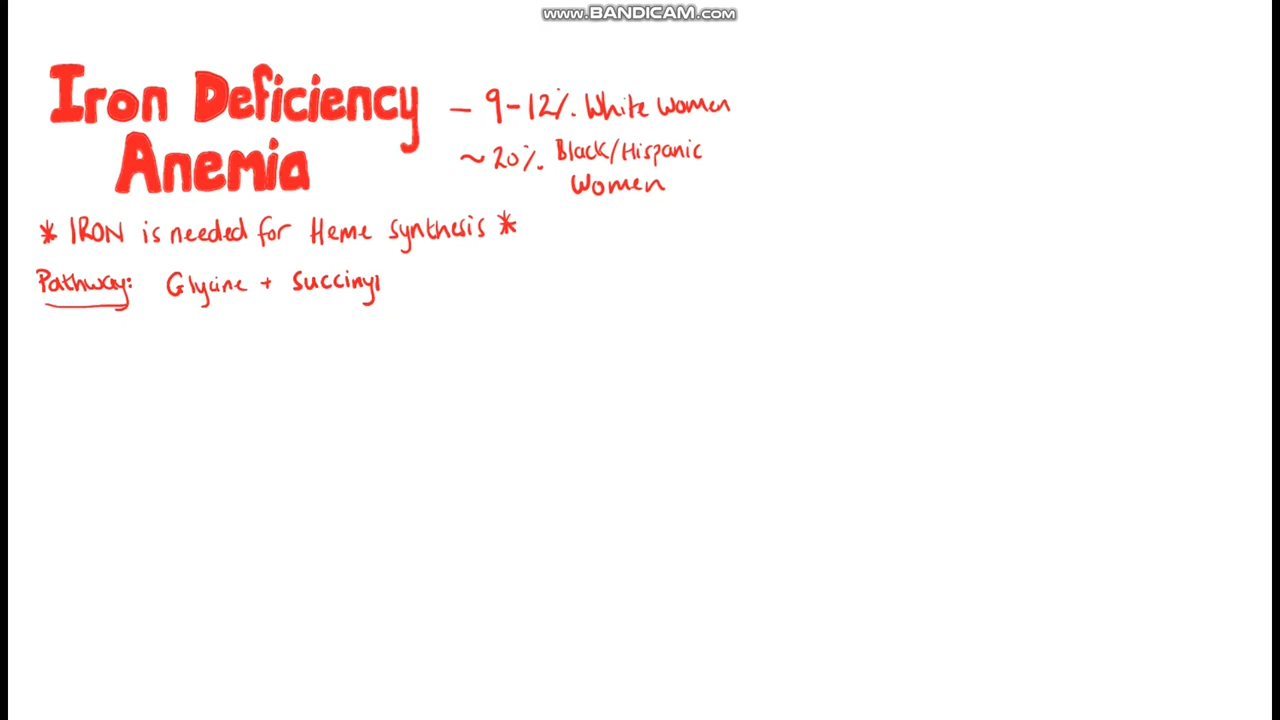 www.BANDICAM.com
Iron Deficiency
Anemia
- 9-12% White Women
~20% Black/Hispanic
Women
* IRON is needed for Heme synthesis *
Pathway: Glycine + Succinyl